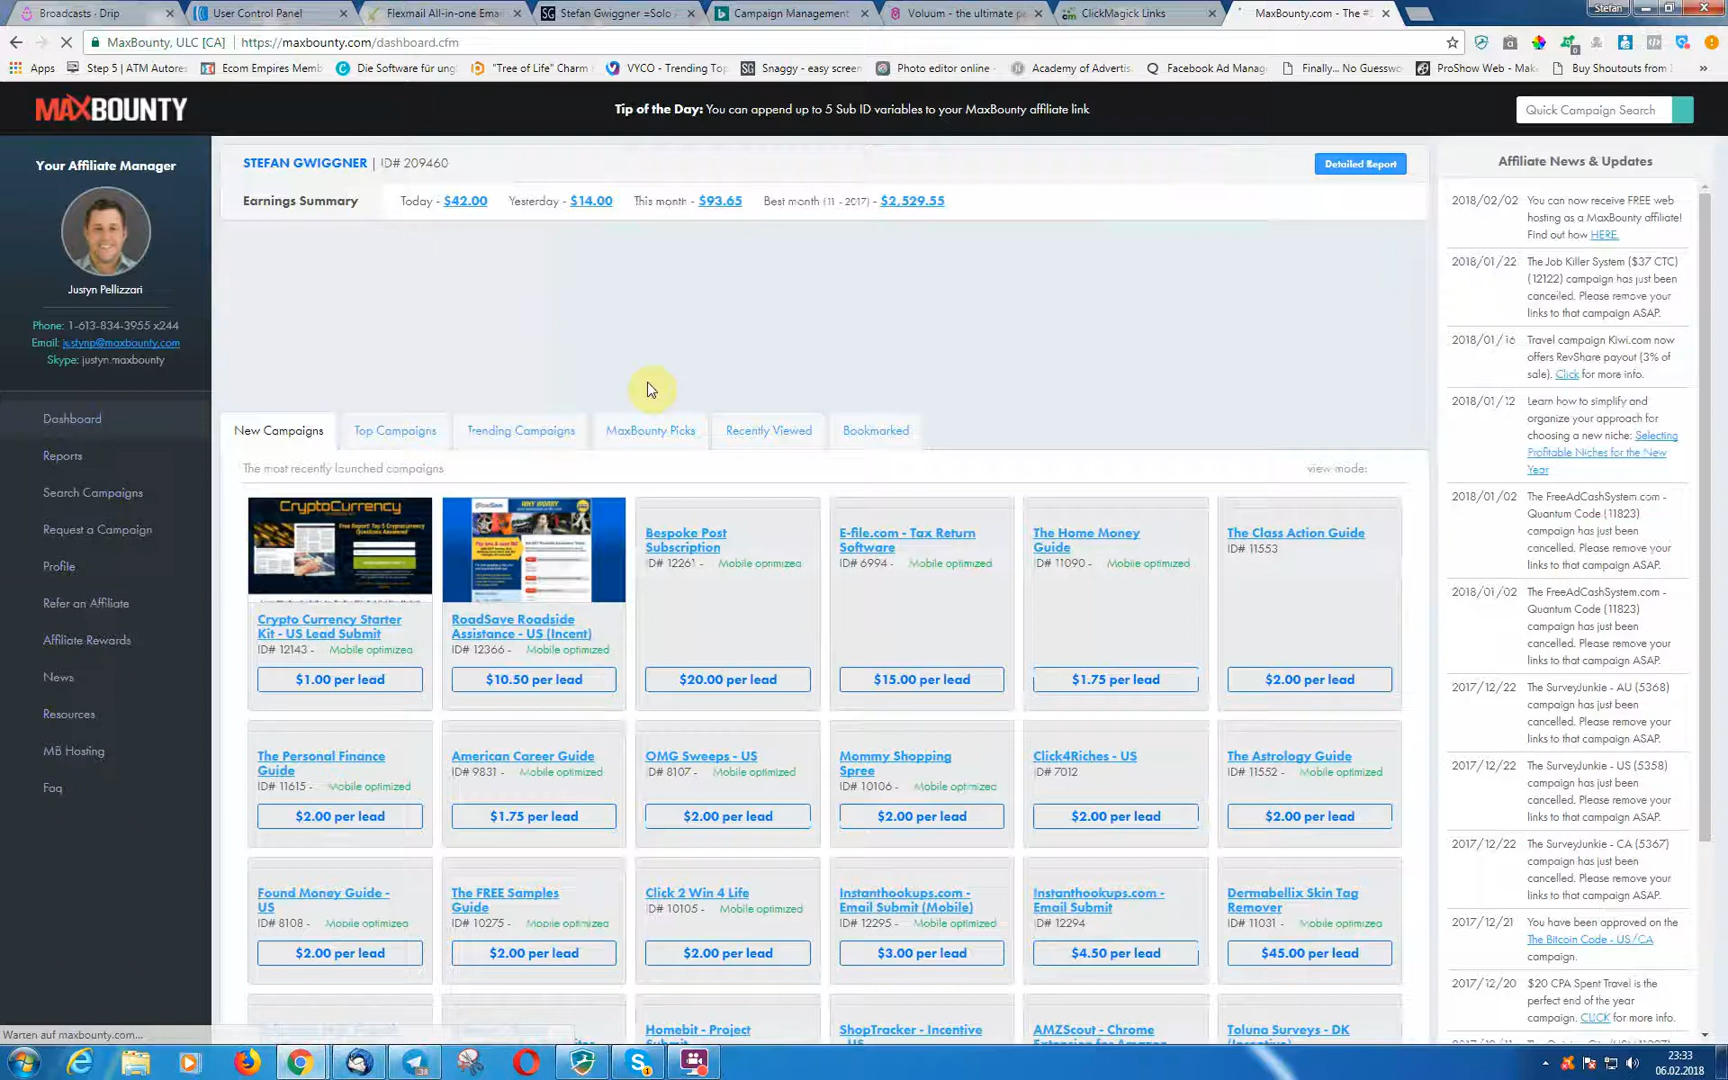 Broadcasts - Drip
User Control Panel
Flexmail All-in-one Ema
Stefan Gwiggner =Solo
Campaign Management
Voluum - the ultimate pe
ClickMagick Links
MaxBounty.com - The #
Stefan
MaxBounty, ULC [CA]
https://maxbounty.com/dashboard.cfm
Apps
Step 5 | ATM Autores
Ecom Empires Memb
Die Software für ung
"Tree of Life" Charm
VYCO - Trending Top
Snaggy - easy screen
Photo editor online -
Academy of Advertis
Facebook Ad Manag
Finally... No Guesswo
ProShow Web - Make
Buy Shoutouts from
MAXBOUNTY
Tip of the Day: You can append up to 5 Sub ID variables to your MaxBounty affiliate link
Quick Campaign Search
Your Affiliate Manager
Justyn Pellizzari
Phone: 1-613-834-3955 x244
Email: justynp@maxbounty.com
Skype: justyn.maxbounty
Dashboard
Reports
Search Campaigns
Request a Campaign
Profile
Refer an Affiliate
Affiliate Rewards
News
Resources
MB Hosting
Faq
STEFAN GWIGGNER | ID# 209460
Detailed Report
Earnings Summary
Today - $42.00
Yesterday - $14.00
This month - $93.65
Best month (11 - 2017) - $2,529.55
New Campaigns
Top Campaigns
Trending Campaigns
MaxBounty Picks
Recently Viewed
Bookmarked
The most recently launched campaigns
view mode:
CryptoCurrency
Free Report! Top 5 Cryptocurrency
Questions Answered!
Crypto Currency Starter
Kit - US Lead Submit
ID# 12143 - Mobile optimized
$1.00 per lead
RoadSave Roadside
Assistance - US (Incent)
ID# 12366 - Mobile optimized
$10.50 per lead
Bespoke Post
Subscription
ID# 12261 - Mobile optimized
$20.00 per lead
E-file.com - Tax Return
Software
ID# 6994 - Mobile optimized
$15.00 per lead
The Home Money
Guide
ID# 11090 - Mobile optimized
$1.75 per lead
The Class Action Guide
ID# 11553
$2.00 per lead
The Personal Finance
Guide
ID# 11615 - Mobile optimized
$2.00 per lead
American Career Guide
ID# 9831 - Mobile optimized
$1.75 per lead
OMG Sweeps - US
ID# 8107 - Mobile optimized
$2.00 per lead
Mommy Shopping
Spree
ID# 10106 - Mobile optimized
$2.00 per lead
Click4Riches - US
ID# 7012
$2.00 per lead
The Astrology Guide
ID# 11552 - Mobile optimized
$2.00 per lead
Found Money Guide -
US
ID# 8108 - Mobile optimized
$2.00 per lead
The FREE Samples
Guide
ID# 10275 - Mobile optimized
$2.00 per lead
Click 2 Win 4 Life
ID# 10105 - Mobile optimized
$2.00 per lead
Instanthookups.com -
Email Submit (Mobile)
ID# 12295 - Mobile optimized
$3.00 per lead
Instanthookups.com -
Email Submit
ID# 12294
$4.50 per lead
Dermabellix Skin Tag
Remover
ID# 11031 - Mobile optimized
$45.00 per lead
Homebit - Project
Submit
ShopTracker - Incentive
- US
AMZScout - Chrome
Extension for Amazon
Toluna Surveys - DK
(Incentive)
Affiliate News & Updates
2018/02/02
You can now receive FREE web
hosting as a MaxBounty affiliate!
Find out how HERE.
2018/01/22
The Job Killer System ($37 CTC)
(12122) campaign has just been
cancelled. Please remove your
links to that campaign ASAP.
2018/01/16
Travel campaign Kiwi.com now
offers RevShare payout (3% of
sale). Click for more info.
2018/01/12
Learn how to simplify and
organize your approach for
choosing a new niche: Selecting
Profitable Niches for the New
Year
2018/01/02
The FreeAdCashSystem.com -
Quantum Code (11823)
campaign has just been
cancelled. Please remove your
links to that campaign ASAP.
2018/01/02
The FreeAdCashSystem.com -
Quantum Code (11823)
campaign has just been
cancelled. Please remove your
links to that campaign ASAP.
2017/12/22
The SurveyJunkie - AU (5368)
campaign has just been
cancelled. Please remove your
links to that campaign ASAP.
2017/12/22
The SurveyJunkie - US (5358)
campaign has just been
cancelled. Please remove your
links to that campaign ASAP.
2017/12/22
The SurveyJunkie - CA (5367)
campaign has just been
cancelled. Please remove your
links to that campaign ASAP.
2017/12/21
You have been approved on the
The Bitcoin Code - US/CA
campaign.
2017/12/20
$20 CPA Spent Travel is the
perfect end of the year
campaign. CLICK for more info.
Warten auf maxbounty.com...
23:33
06.02.2018